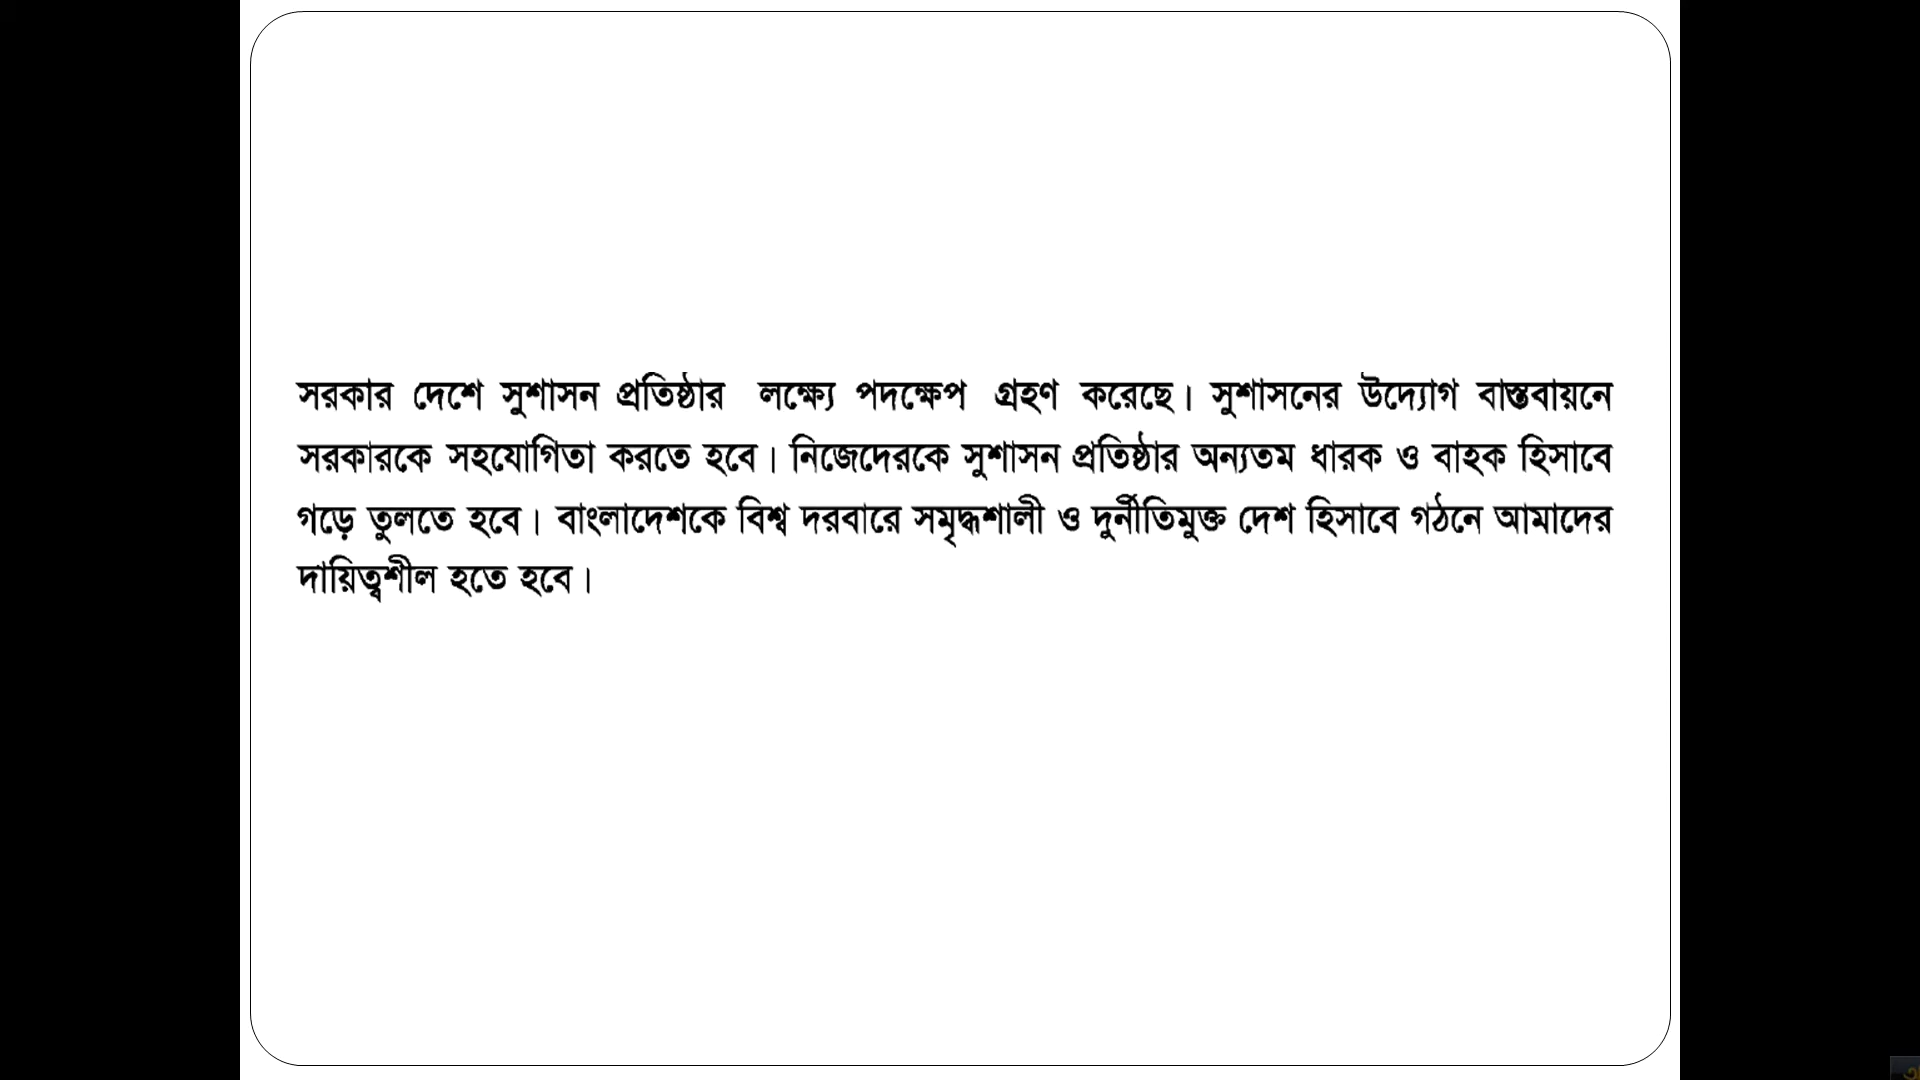 সরকার দেশে সুশাসন প্রতিষ্ঠার লক্ষ্যে পদক্ষেপ গ্রহণ করেছে। সুশাসনের উদ্যোগ বাস্তবায়নে
সরকারকে সহযোগিতা করতে হবে। নিজেদেরকে সুশাসন প্রতিষ্ঠার অন্যতম ধারক ও বাহক হিসাবে
গড়ে তুলতে হবে। বাংলাদেশকে বিশ্ব দরবারে সমৃদ্ধশালী ও দুর্নীতিমুক্ত দেশ হিসাবে গঠনে আমাদের
দায়িত্বশীল হতে হবে।